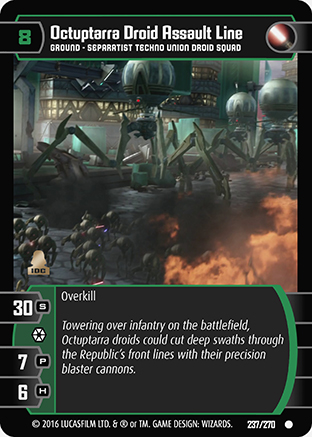 8 Octuptarra Droid Assault Line
GROUND - SEPARATIST TECHNO UNION DROID SQUAD
IDC
30 S
7 P
6 H
Overkill
Towering over infantry on the battlefield,
Octuptarra droids could cut deep swaths through
the Republic's front lines with their precision
blaster cannons.
© 2016 LUCASFILM LTD. & ® or TM. GAME DESIGN: WIZARDS. 237/270